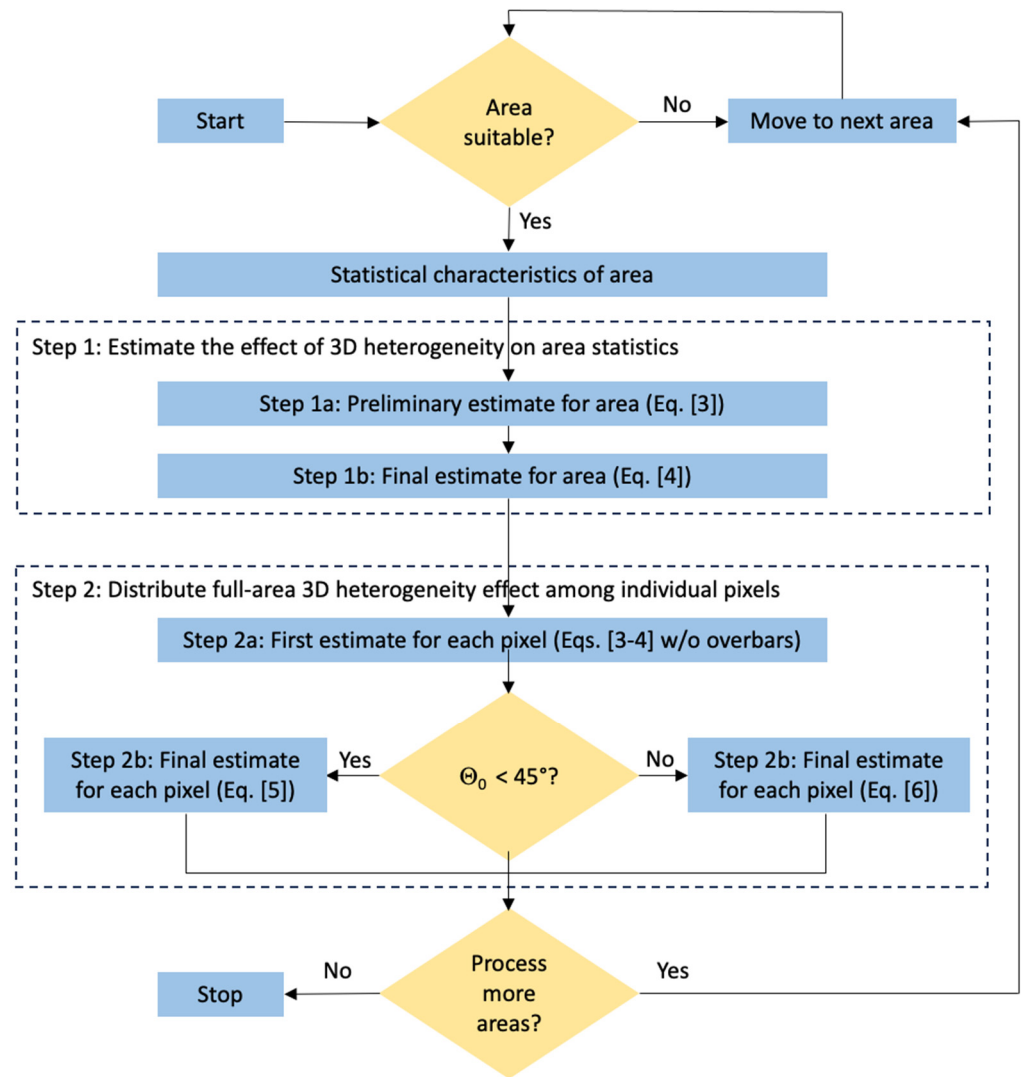 Start
Area
suitable?
No
Move to next area
Yes
Statistical characteristics of area
Step 1: Estimate the effect of 3D heterogeneity on area statistics
Step 1a: Preliminary estimate for area (Eq. [3])
Step 1b: Final estimate for area (Eq. [4])
Step 2: Distribute full-area 3D heterogeneity effect among individual pixels
Step 2a: First estimate for each pixel (Eqs. [3-4] w/o overbars)
Step 2b: Final estimate
for each pixel (Eq. [5])
Yes
Θ₀ < 45°?
No
Step 2b: Final estimate
for each pixel (Eq. [6])
Stop
No
Process
more
areas?
Yes